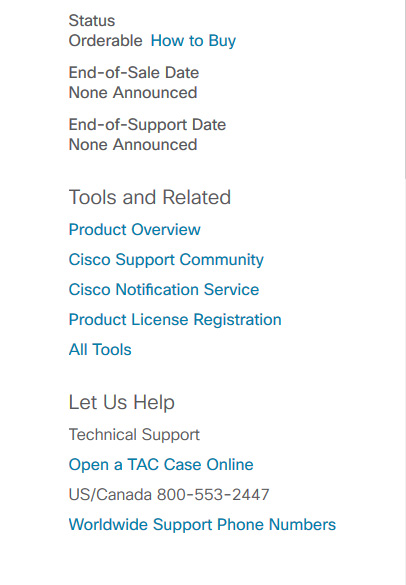 Status
Orderable How to Buy
End-of-Sale Date
None Announced
End-of-Support Date
None Announced
Tools and Related
Product Overview
Cisco Support Community
Cisco Notification Service
Product License Registration
All Tools
Let Us Help
Technical Support
Open a TAC Case Online
US/Canada 800-553-2447
Worldwide Support Phone Numbers